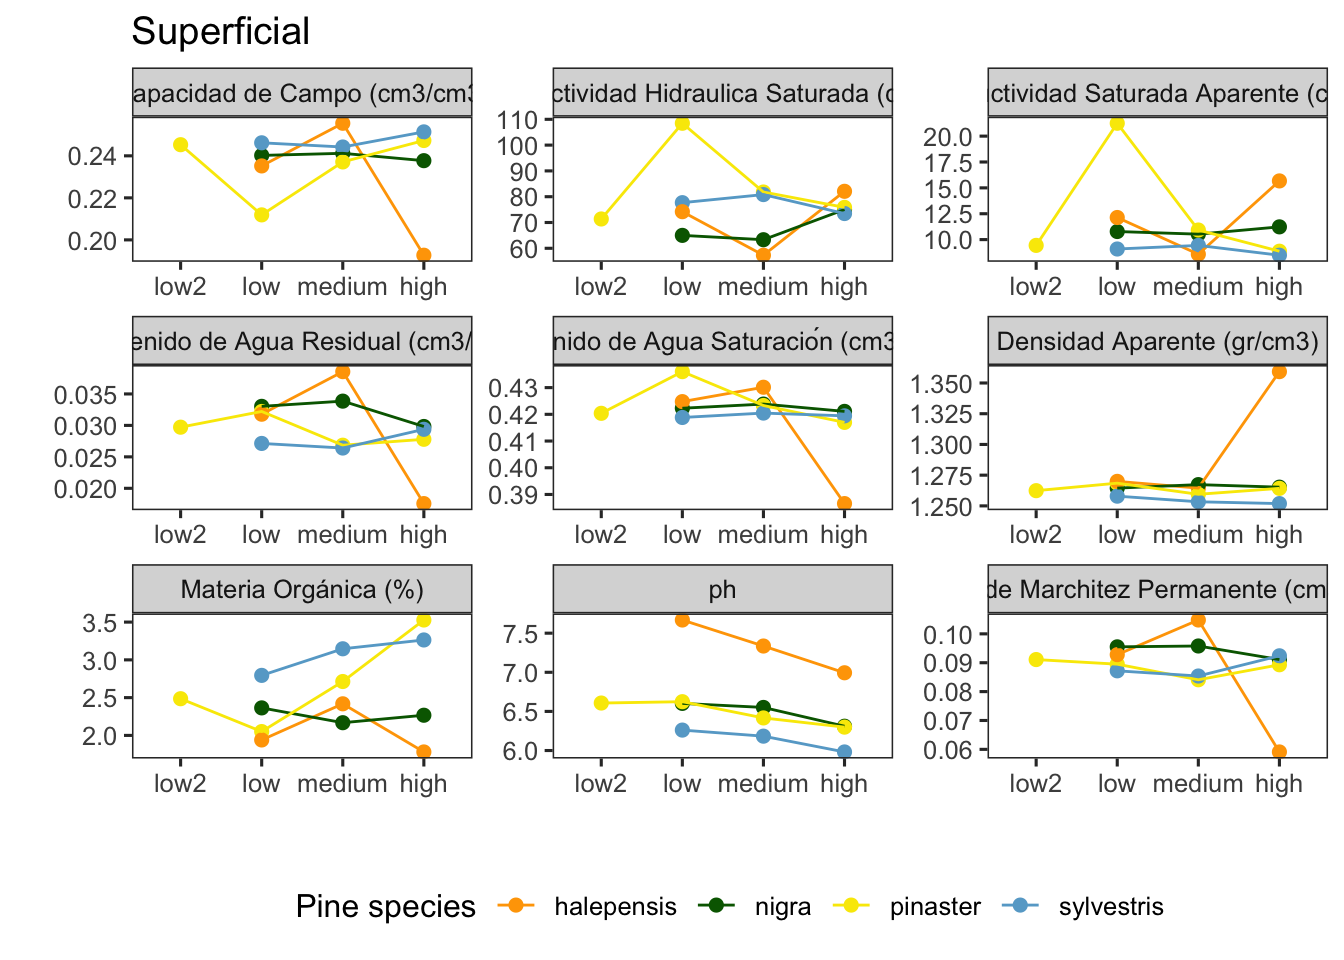 Superficial
apacidad de Campo (cm3/cm3
ctividad Hidraulica Saturada (c
ctividad Saturada Aparente (c
0.24
0.22
0.20
110
100
90
80
70
60
20.0
17.5
15.0
12.5
10.0
low2 low medium high
low2 low medium high
low2 low medium high
enido de Agua Residual (cm3/
nido de Agua Saturación (cm3
Densidad Aparente (gr/cm3)
0.035
0.030
0.025
0.020
0.43
0.42
0.41
0.40
0.39
1.350
1.325
1.300
1.275
1.250
low2 low medium high
low2 low medium high
low2 low medium high
Materia Orgánica (%)
ph
de Marchitez Permanente (cm
3.5
3.0
2.5
2.0
7.5
7.0
6.5
6.0
0.10
0.09
0.08
0.07
0.06
low2 low medium high
low2 low medium high
low2 low medium high
Pine species halepensis nigra pinaster sylvestris